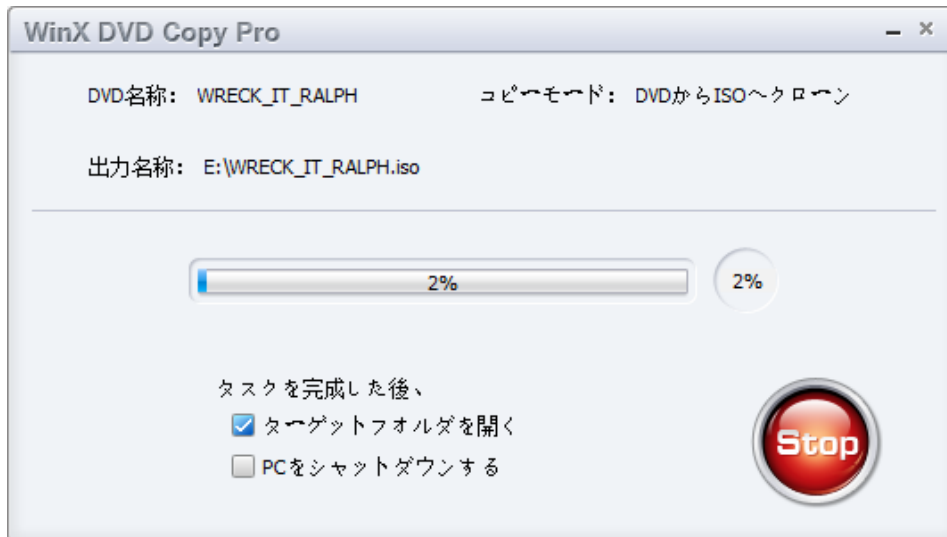 WinX DVD Copy Pro
DVD名称： WRECK_IT_RALPH コピーモード： DVDからISOへクローン
出力名称： E:\WRECK_IT_RALPH.iso
2% 2%
タスクを完成した後、
ターゲットフォルダを開く
PCをシャットダウンする
Stop